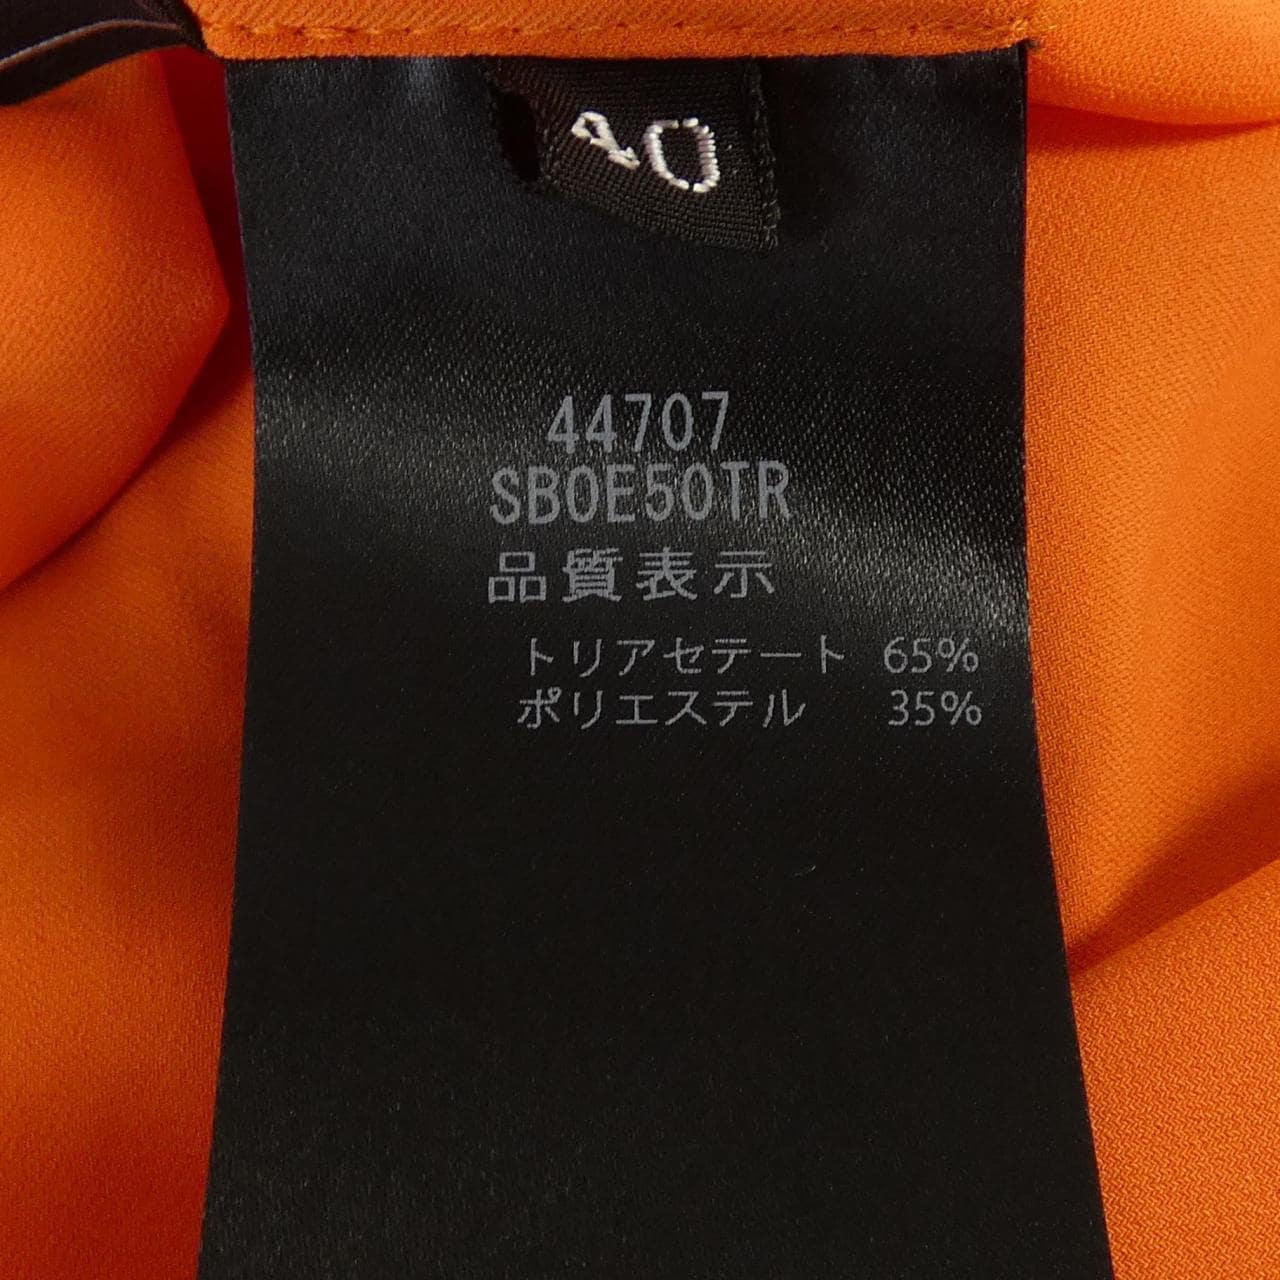 40
44707
SB0E50TR
品質表示
トリアセテート 65%
ポリエステル 35%